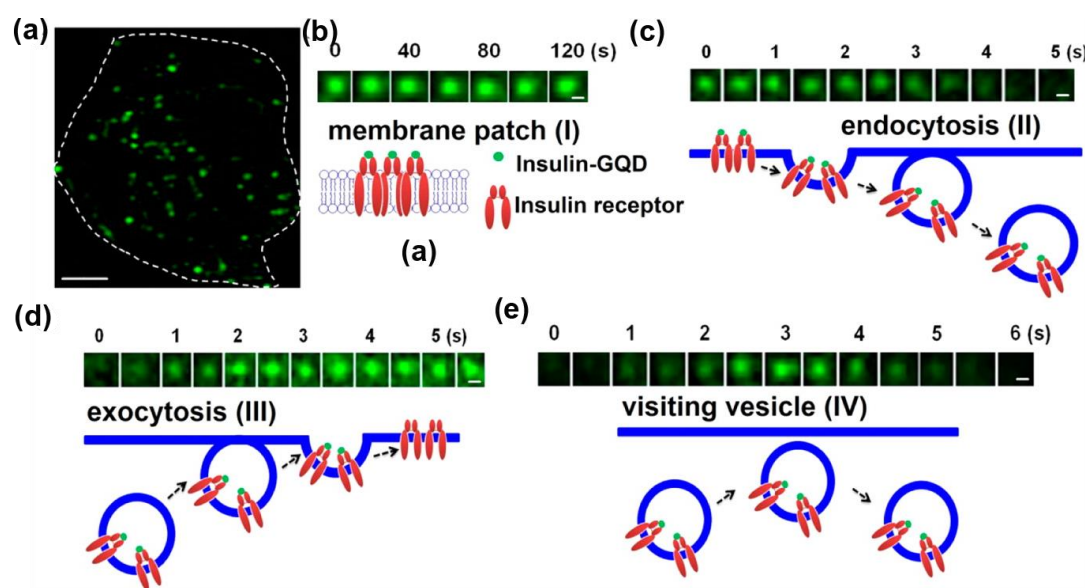 (a)
(b)
0 40 80 120 (s)
membrane patch (I)
Insulin-GQD
Insulin receptor
(a)
(c)
0 1 2 3 4 5 (s)
endocytosis (II)
(d)
0 1 2 3 4 5 (s)
exocytosis (III)
(e)
0 1 2 3 4 5 6 (s)
visiting vesicle (IV)